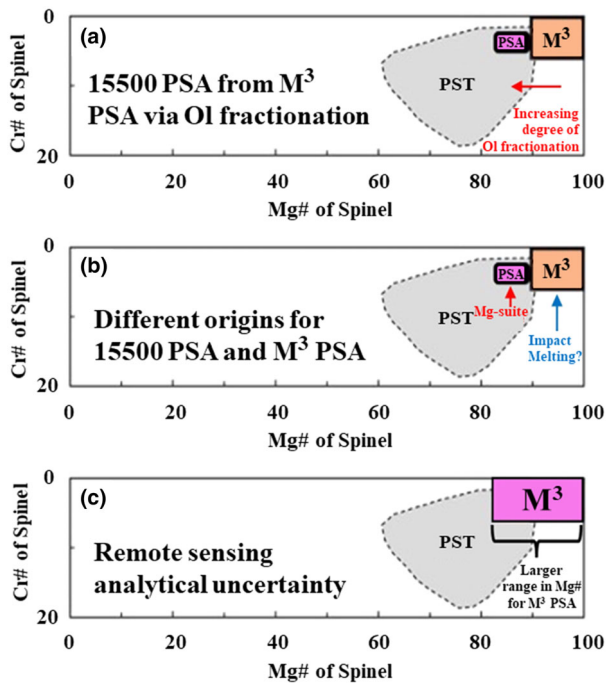 0
(a)
PSA
M³
15500 PSA from M³
PSA via Ol fractionation
PST
Increasing
degree of
Ol fractionation
Cr# of Spinel
20
0
20
40
60
80
100
Mg# of Spinel
0
(b)
PSA
M³
Different origins for
15500 PSA and M³ PSA
PST
Mg-suite
Impact
Melting?
Cr# of Spinel
20
0
20
40
60
80
100
Mg# of Spinel
0
(c)
M³
Remote sensing
analytical uncertainty
PST
Larger
range in Mg#
for M³ PSA
Cr# of Spinel
20
0
20
40
60
80
100
Mg# of Spinel